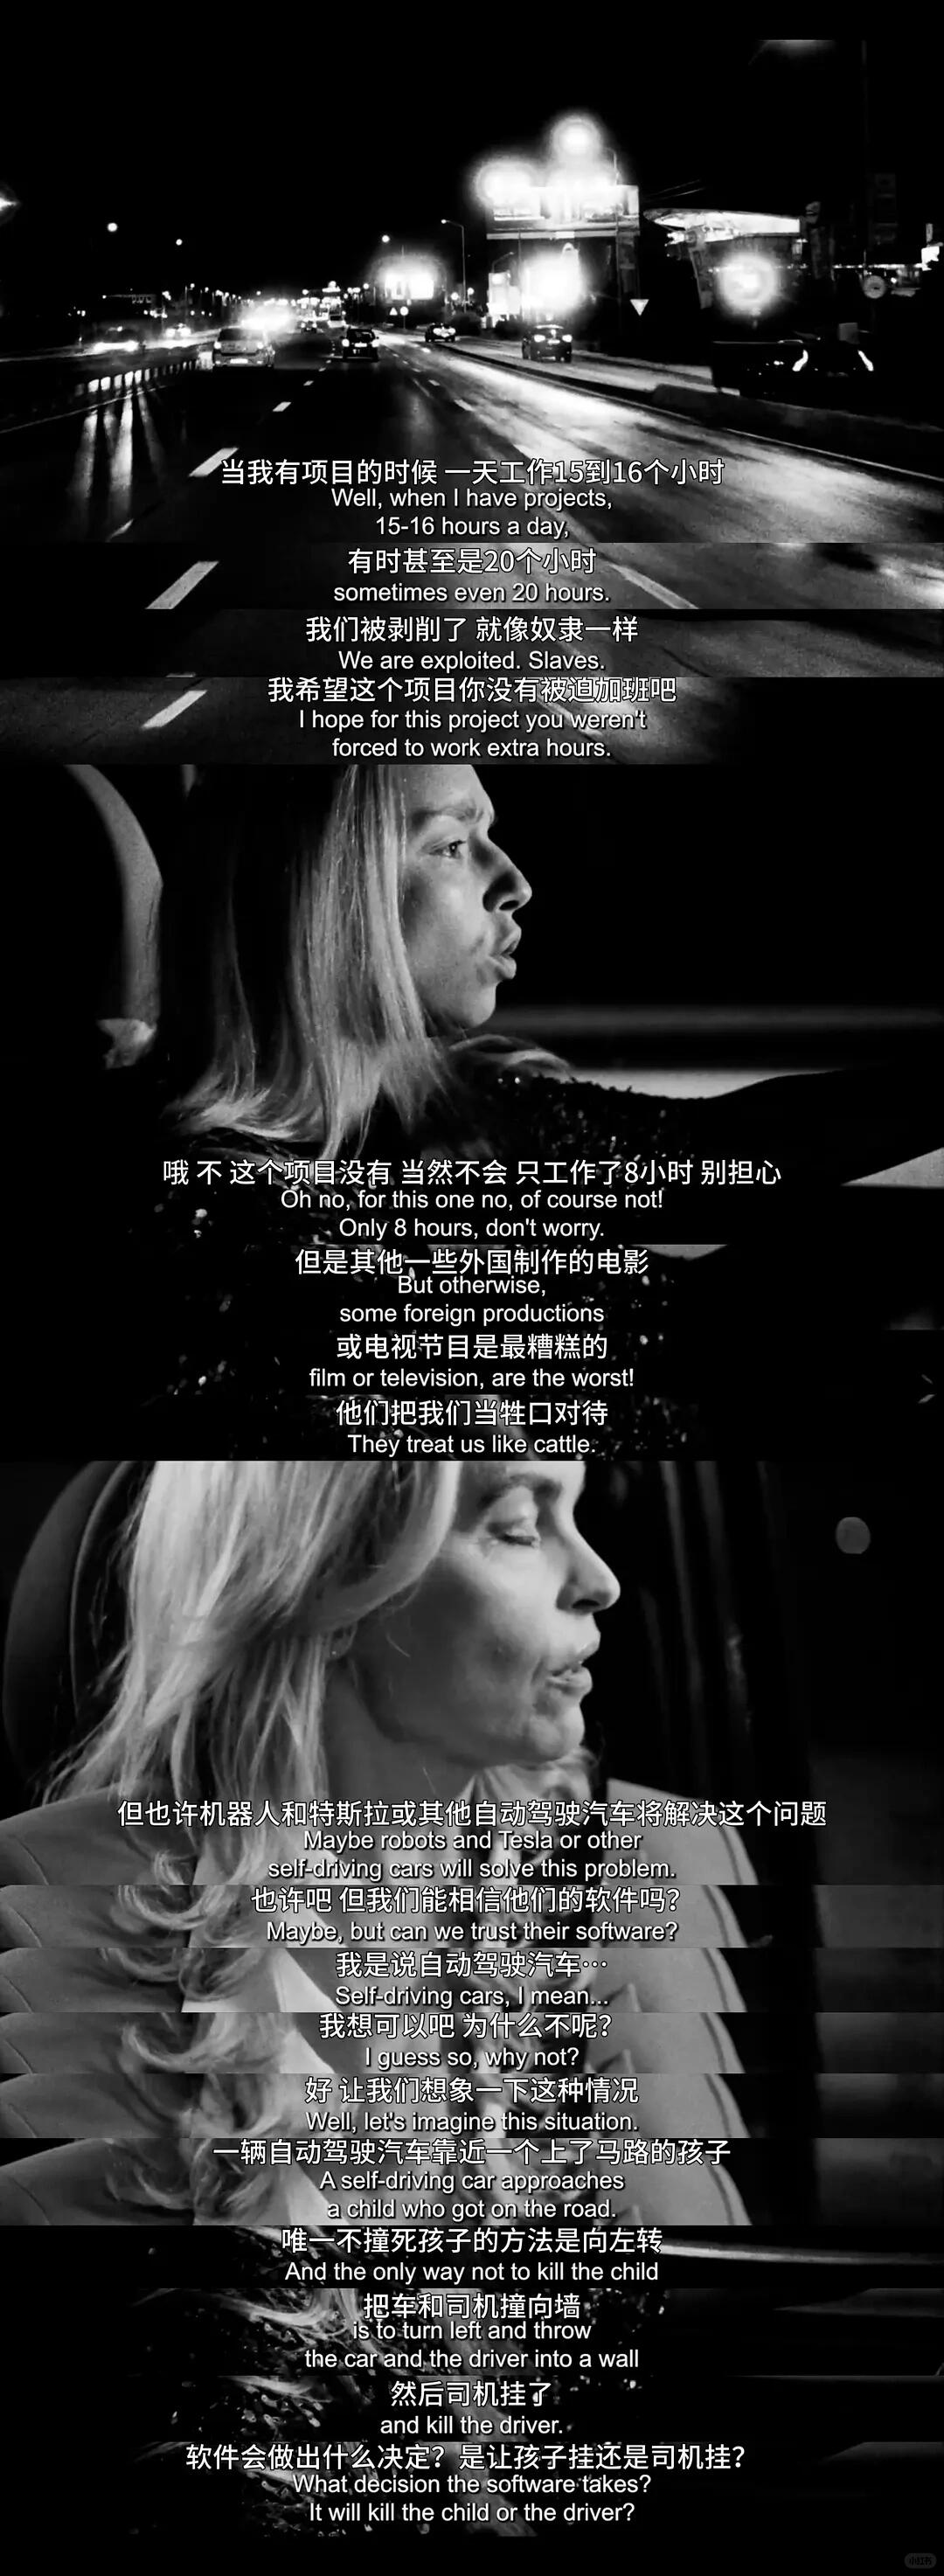 当我有项目的时候 一天工作15到16个小时
Well, when I have projects,
15-16 hours a day,
有时甚至是20个小时
sometimes even 20 hours.
我们被剥削了 就像奴隶一样
We are exploited. Slaves.
我希望这个项目你没有被迫加班吧
I hope for this project you weren't
forced to work extra hours.
哦 不 这个项目没有 当然不会 只工作了8小时 别担心
Oh no, for this one no, of course not!
Only 8 hours, don't worry.
但是其他一些外国制作的电影
But otherwise,
some foreign productions
或电视节目是最糟糕的
film or television, are the worst!
他们把我们当牲口对待
They treat us like cattle.
但也许机器人和特斯拉或其他自动驾驶汽车将解决这个问题
Maybe robots and Tesla or other
self-driving cars will solve this problem.
也许吧 但我们能相信他们的软件吗?
Maybe, but can we trust their software?
我是说自动驾驶汽车…
Self-driving cars, I mean...
我想可以吧 为什么不呢?
I guess so, why not?
好 让我们想象一下这种情况
Well, let's imagine this situation.
一辆自动驾驶汽车靠近一个上了马路的孩子
A self-driving car approaches
a child who got on the road.
唯一不撞死孩子的方法是向左转
And the only way not to kill the child
把车和司机撞向墙
is to turn left and throw
the car and the driver into a wall
然后司机挂了
and kill the driver.
软件会做出什么决定? 是让孩子挂还是司机挂?
What decision the software takes?
It will kill the child or the driver?